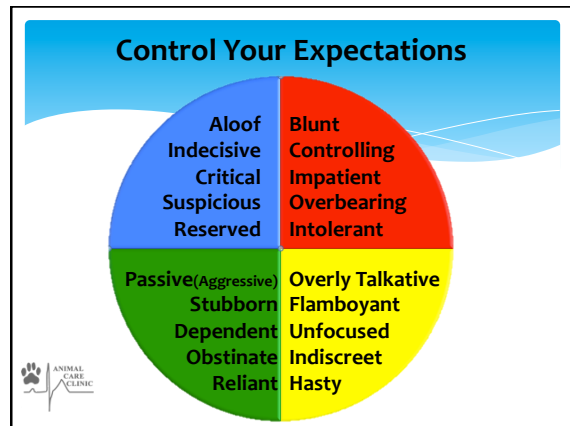 Control Your Expectations
Aloof
Indecisive
Critical
Suspicious
Reserved
Blunt
Controlling
Impatient
Overbearing
Intolerant
Passive(Aggressive)
Stubborn
Dependent
Obstinate
Reliant
Overly Talkative
Flamboyant
Unfocused
Indiscreet
Hasty
ANIMAL
CARE
CLINIC